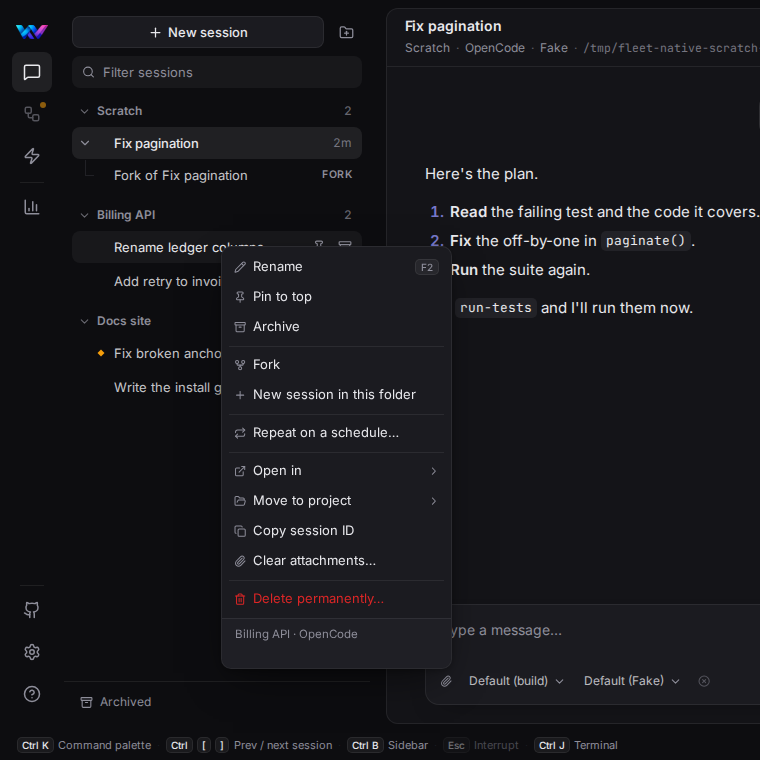 New session
Filter sessions
Scratch 2
Fix pagination 2m
Fork of Fix pagination FORK
Billing API 2
Rename ledger columns
Add retry to invoi
Docs site
Fix broken ancho
Write the install g
Archived
Rename F2
Pin to top
Archive
Fork
New session in this folder
Repeat on a schedule...
Open in
Move to project
Copy session ID
Clear attachments...
Delete permanently...
Billing API · OpenCode
Fix pagination
Scratch · OpenCode · Fake · /tmp/fleet-native-scratch-
Here's the plan.
1. Read the failing test and the code it covers.
2. Fix the off-by-one in paginate().
Run the suite again.
run-tests and I'll run them now.
ype a message...
Default (build) Default (Fake)
Ctrl K Command palette Ctrl [ ] Prev / next session Ctrl B Sidebar Esc Interrupt Ctrl J Terminal